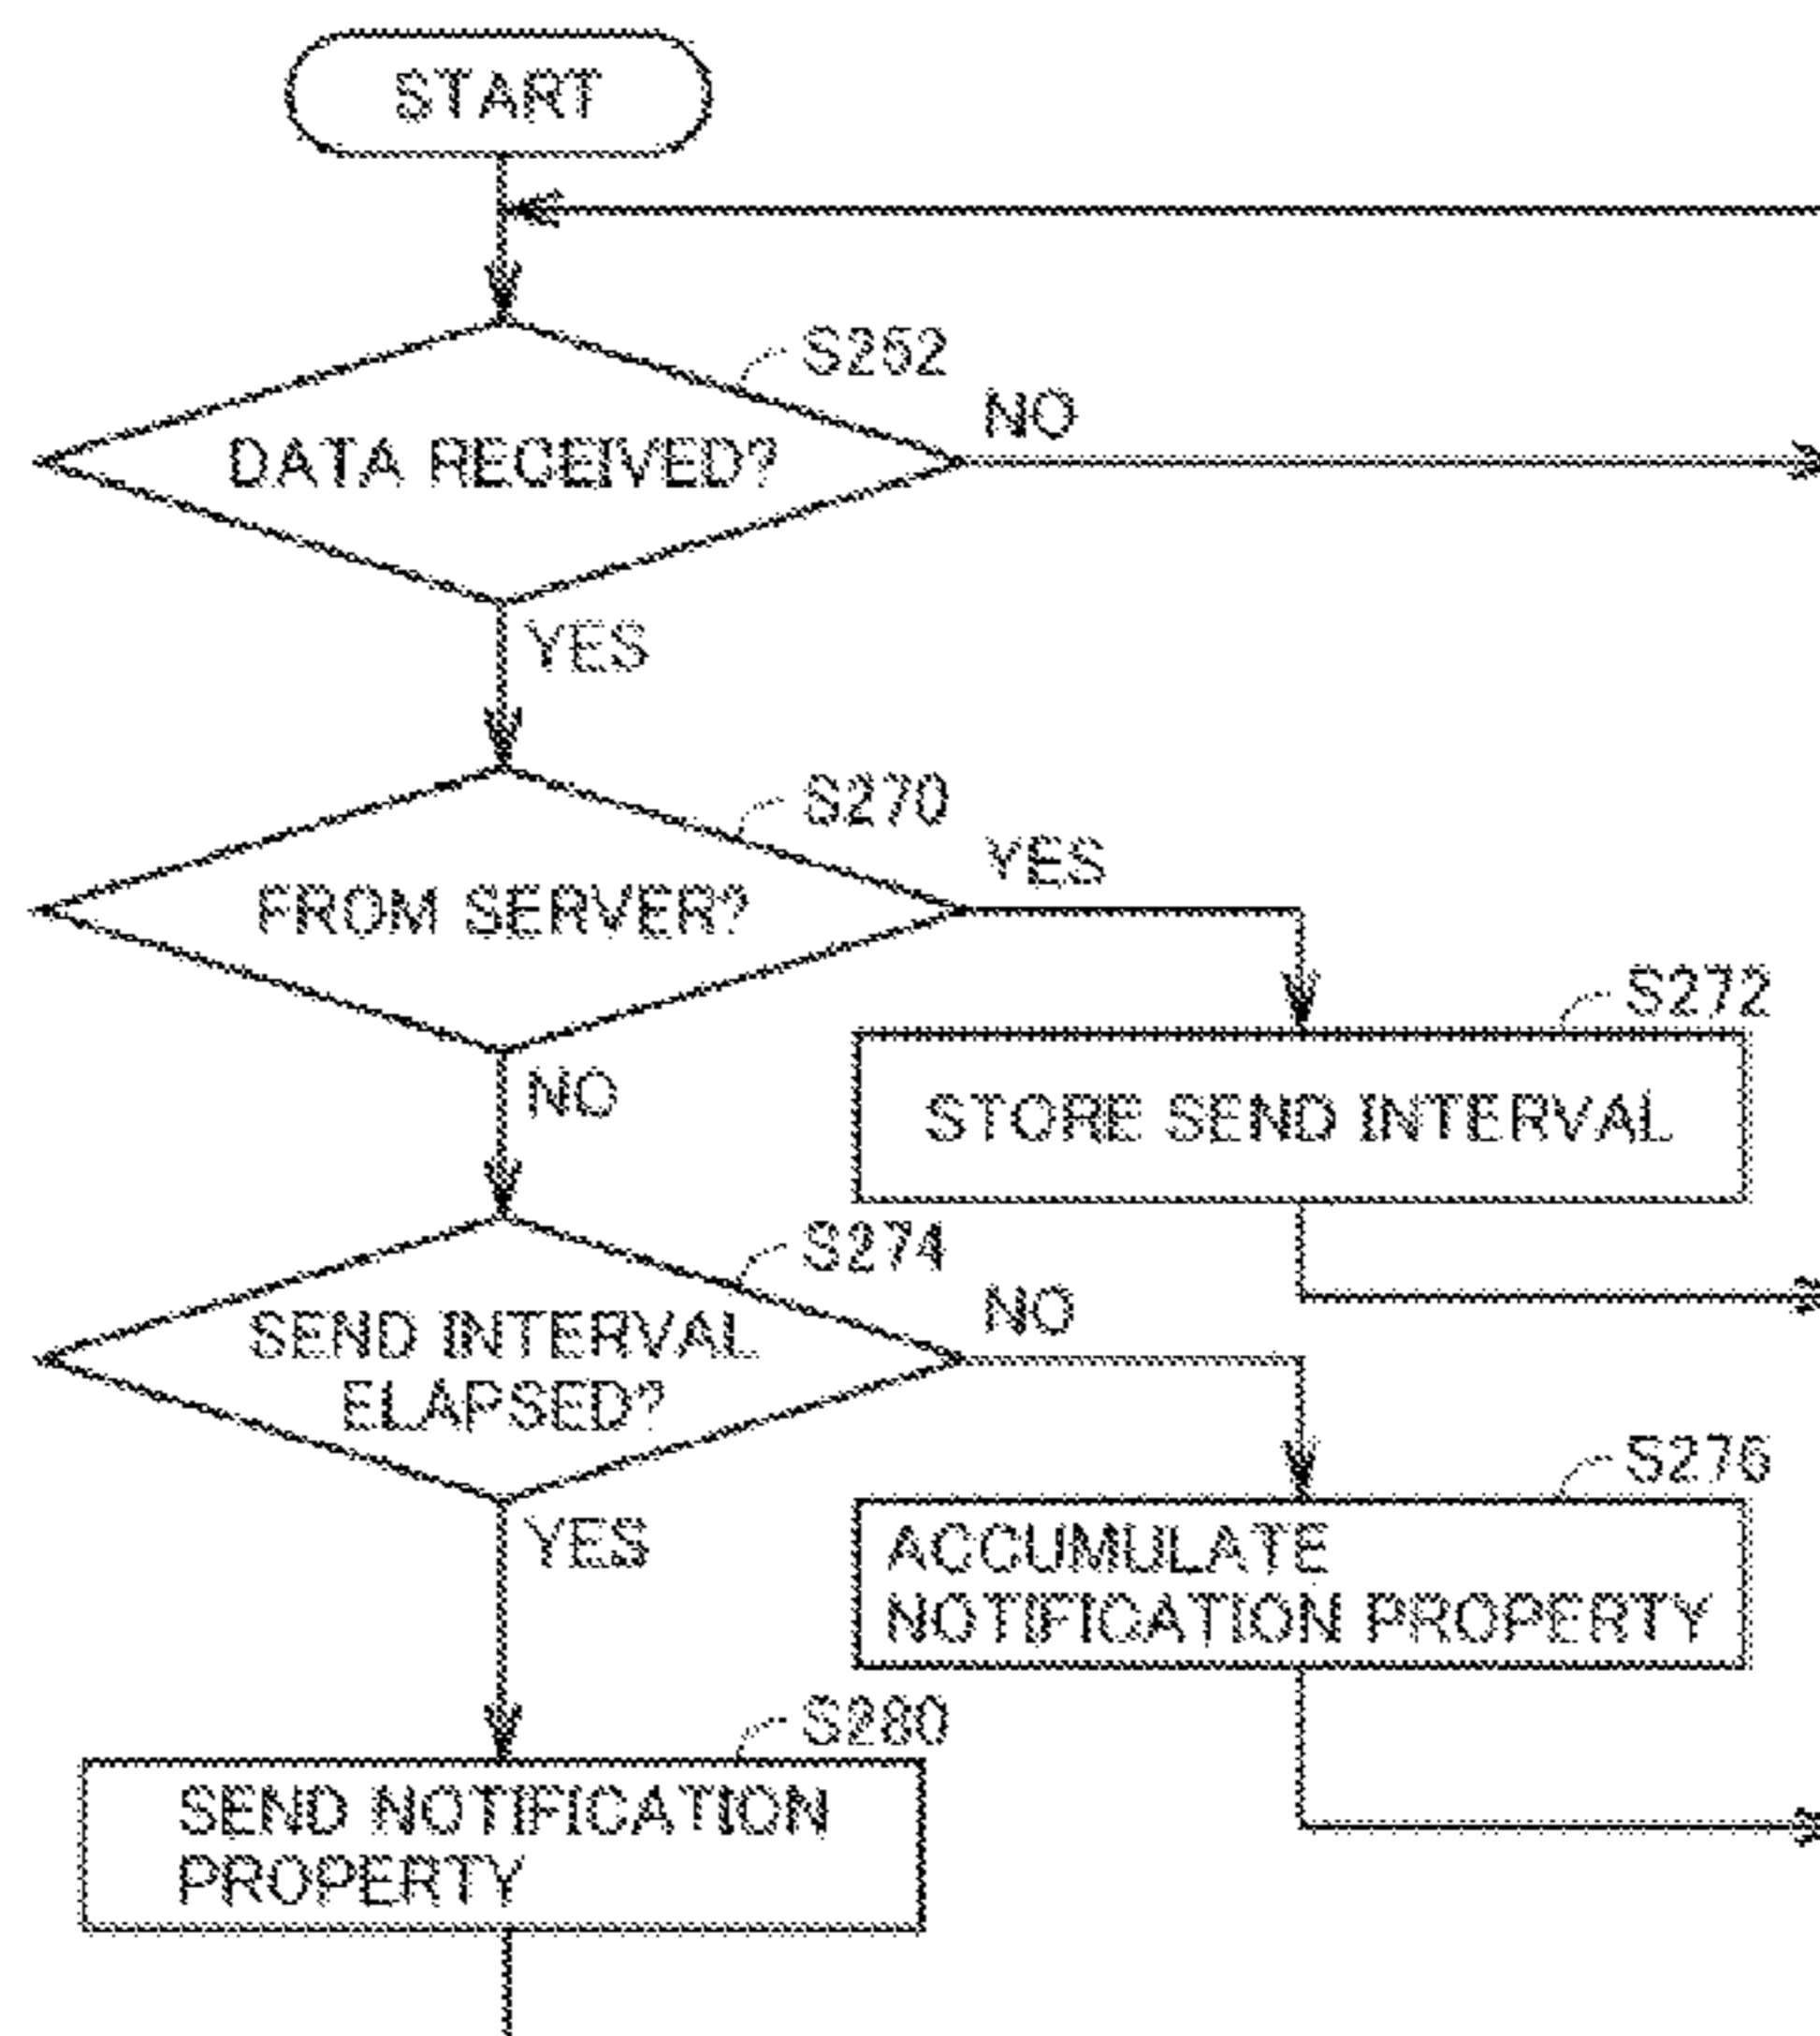 START
S252
DATA RECEIVED?
NO
YES
S270
FROM SERVER?
YES
NO
S272
STORE SEND INTERVAL
S274
SEND INTERVAL
ELAPSED?
NO
YES
S276
ACCUMULATE
NOTIFICATION PROPERTY
S280
SEND NOTIFICATION
PROPERTY